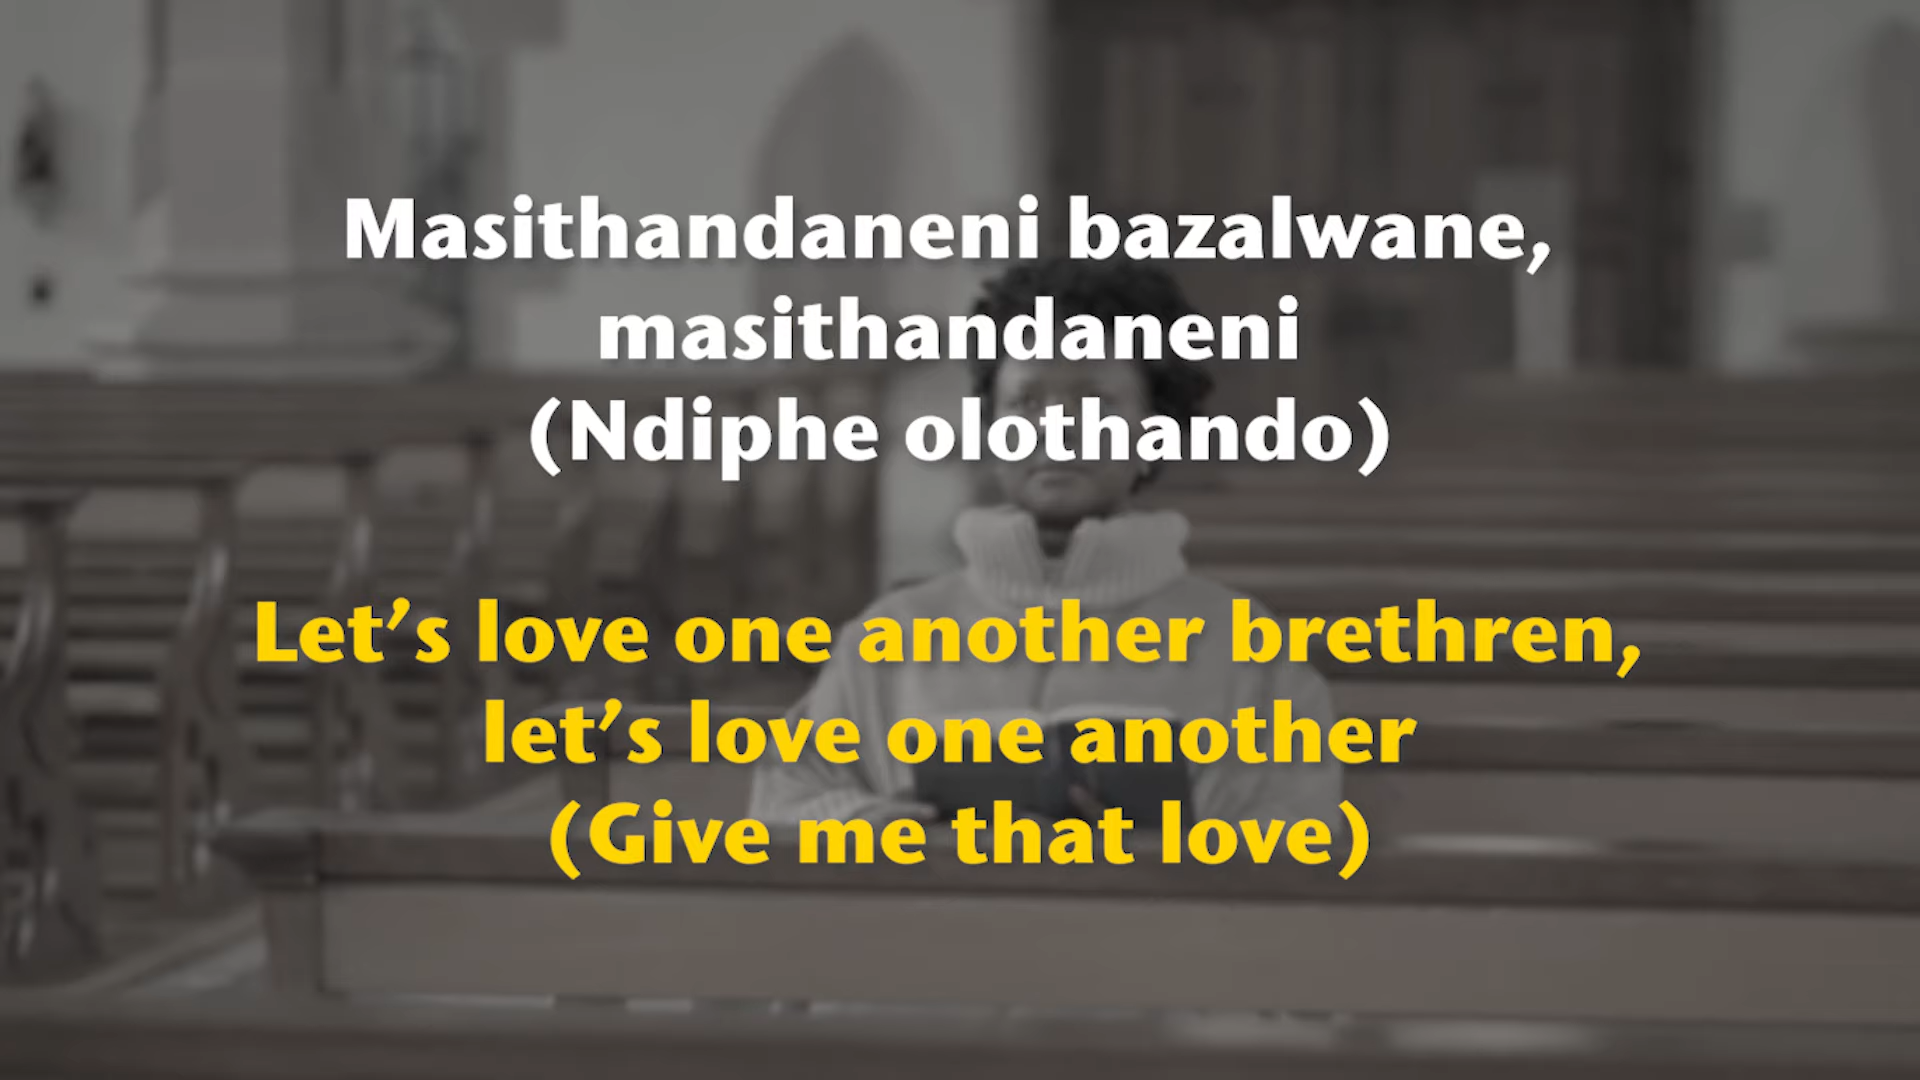 Masithandaneni bazalwane,
masithandaneni
(Ndiphe olothando)
Let’s love one another brethren,
let’s love one another
(Give me that love)